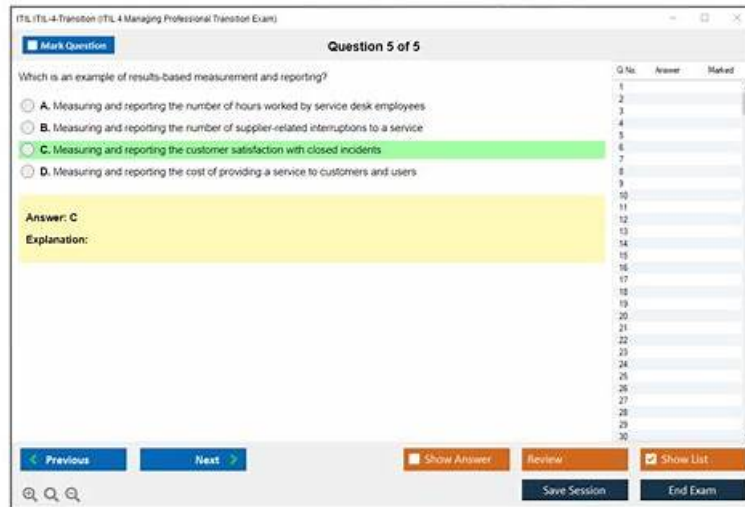 ITIL ITIL-4-Transition (ITIL 4 Managing Professional Transition Exam)
Mark Question
Question 5 of 5
Which is an example of results-based measurement and reporting?
A. Measuring and reporting the number of hours worked by service desk employees
B. Measuring and reporting the number of supplier-related interruptions to a service
C. Measuring and reporting the customer satisfaction with closed incidents
D. Measuring and reporting the cost of providing a service to customers and users
Answer: C
Explanation:
Q No. Answer Marked
1
2
3
4
5
6
7
8
9
10
11
12
13
14
15
16
17
18
19
20
21
22
23
24
25
26
27
28
29
30
Previous Next Show Answer Review Show List
Save Session End Exam